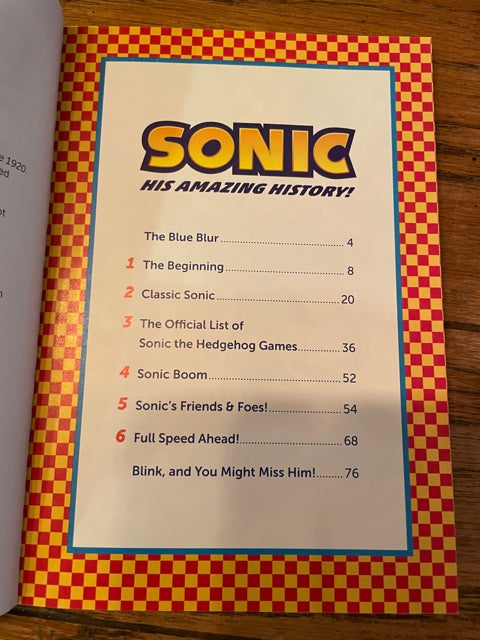 e 1920
ed
SONIC
HIS AMAZING HISTORY!
The Blue Blur..............................4
1 The Beginning..............................8
2 Classic Sonic..............................20
3 The Official List of
Sonic the Hedgehog Games............36
4 Sonic Boom..............................52
5 Sonic's Friends & Foes!..................54
6 Full Speed Ahead!........................68
Blink, and You Might Miss Him!.........76